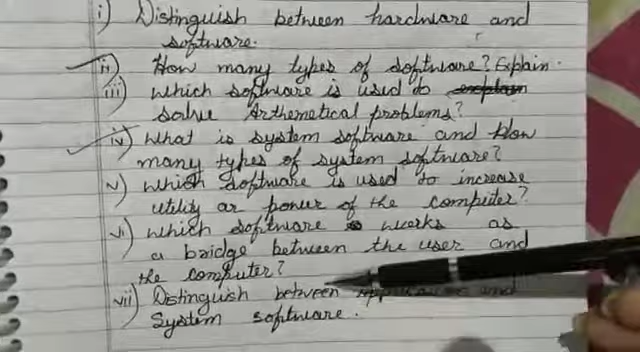 i) Distinguish between hardware and
software.
ii) How many types of software? Explain.
iii) which software is used to explain
solve Arthemetical problems?
iv) What is system software and How
many types of system software?
v) which software is used to increase
utility or power of the computer?
vi) which software works as
a bridge between the user and
the computer?
vii) Distinguish between and
System software.